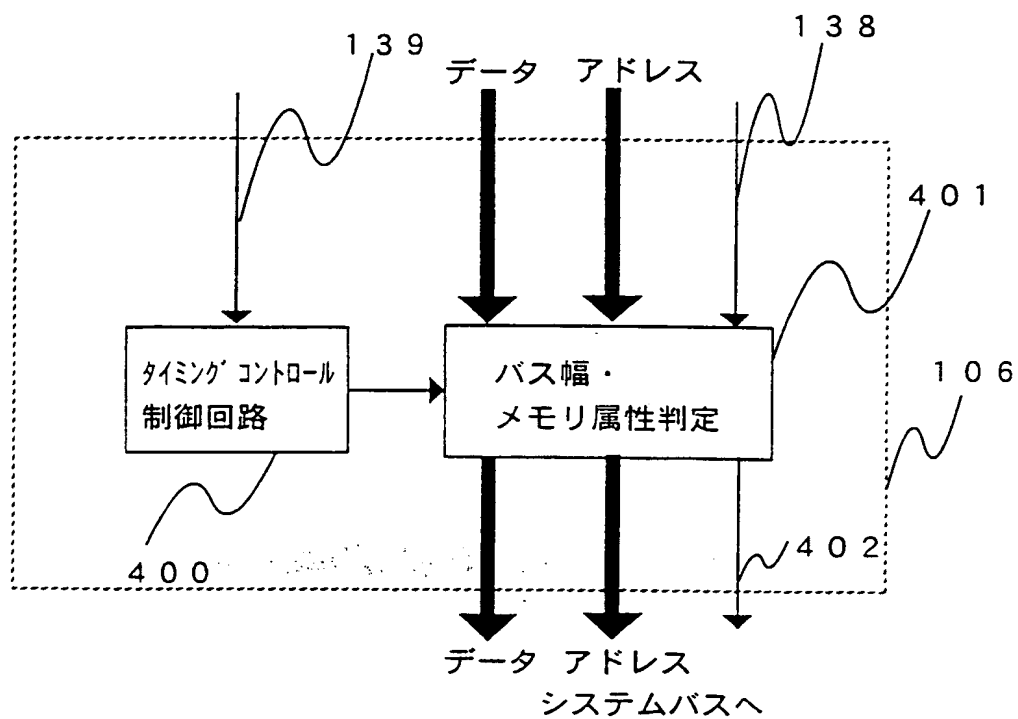 １３９
１３８
データ アドレス
４０１
タイミング コントロール
制御回路
バス幅・
メモリ属性判定
１０６
４００
４０２
データ アドレス
システムバスへ